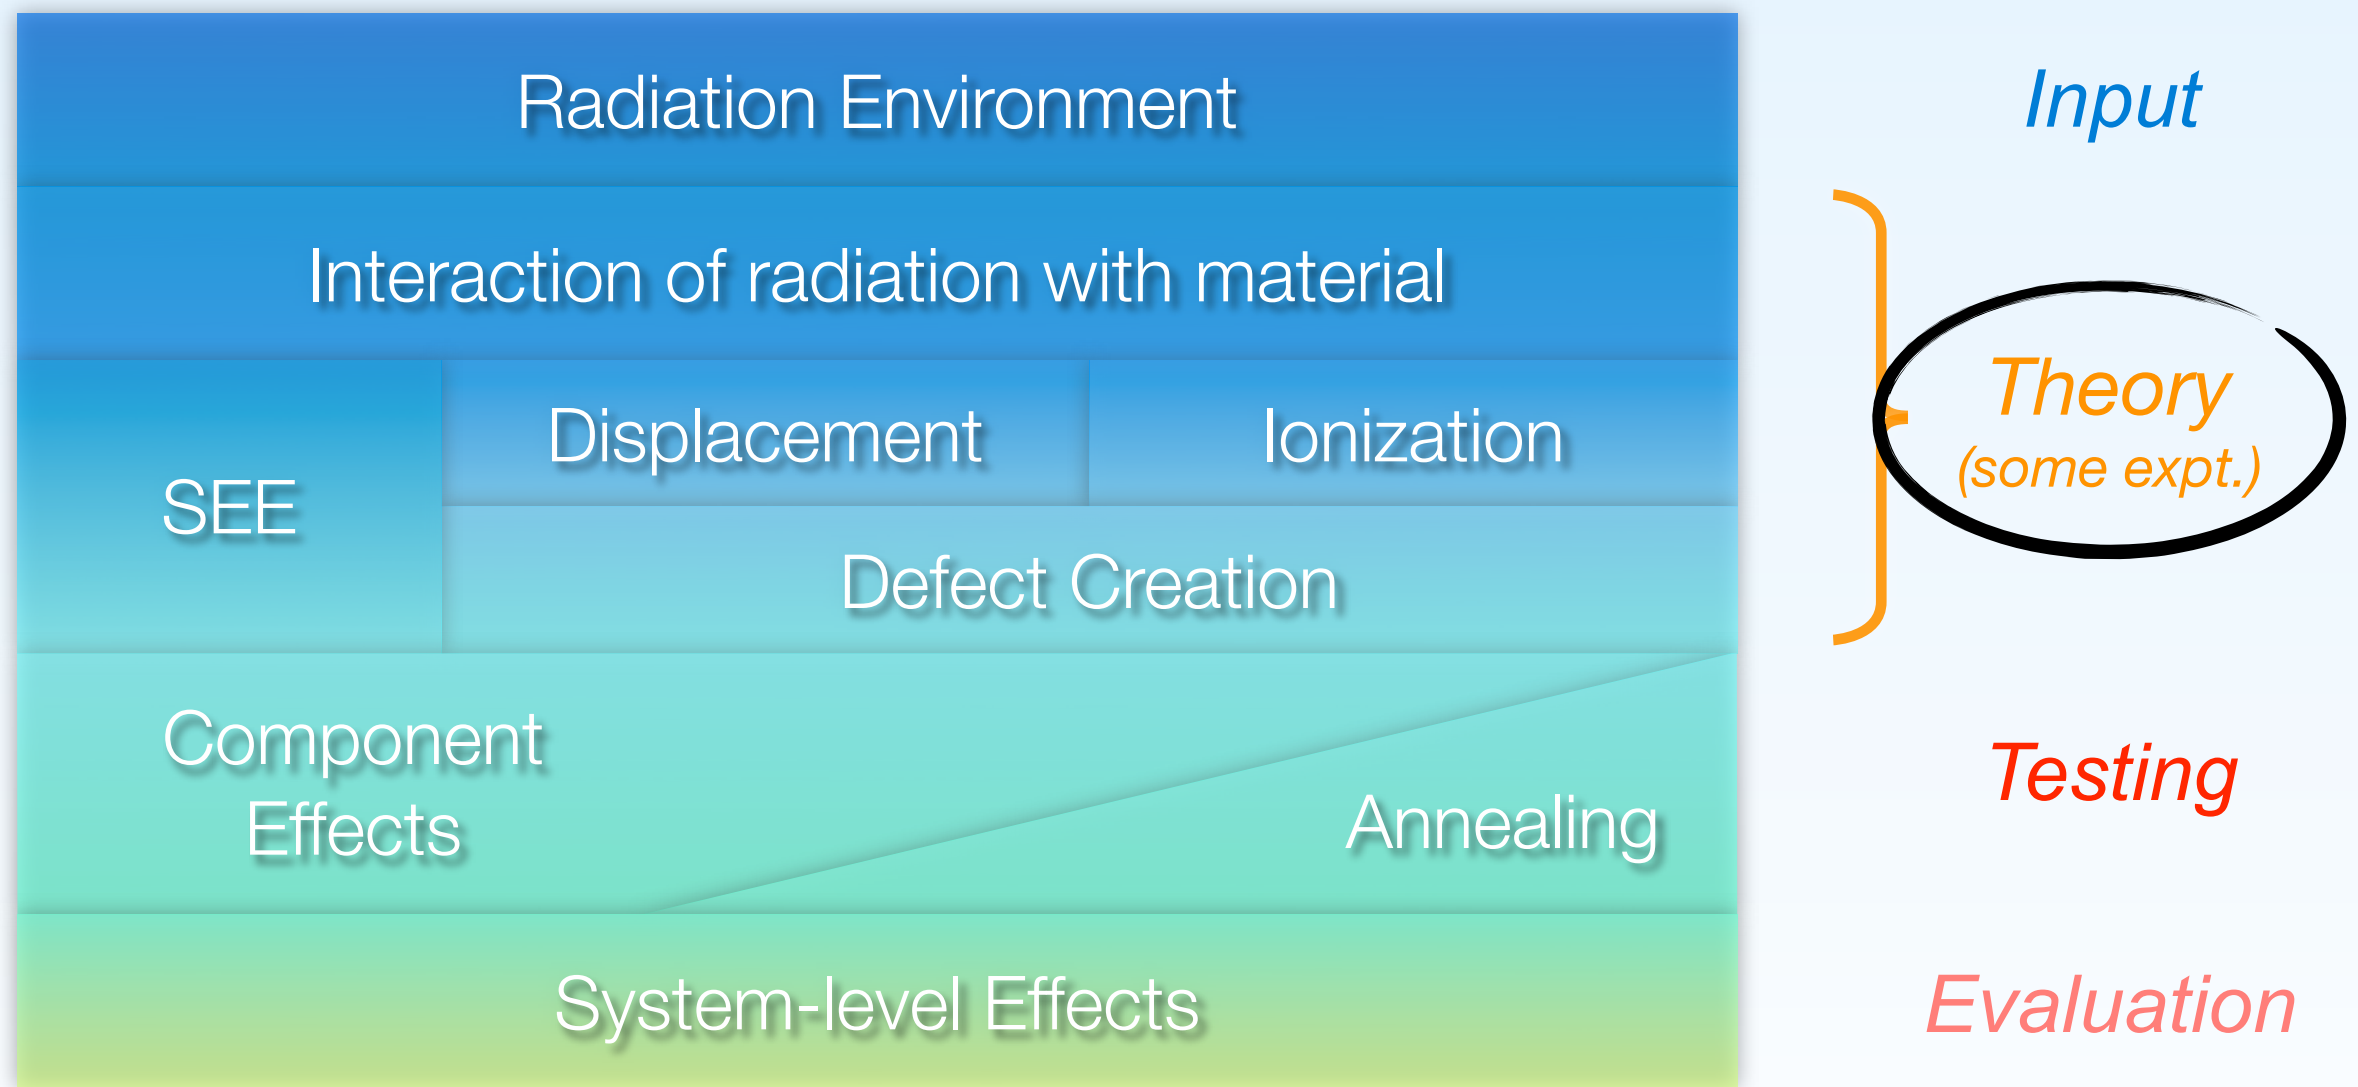 Radiation Environment
Input
Interaction of radiation with material
SEE
Displacement
Ionization
Theory
(some expt.)
Defect Creation
Component
Effects
Annealing
Testing
System-level Effects
Evaluation